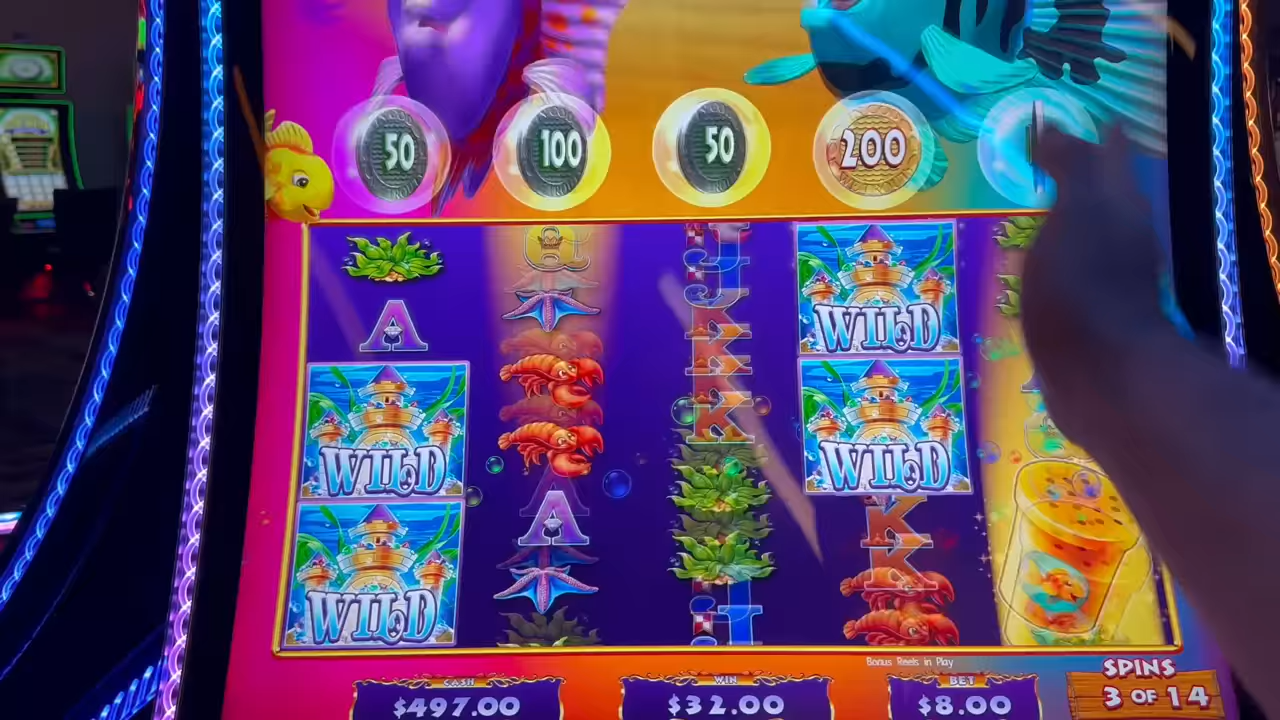 50
100
50
200
WILD
WILD
WILD
WILD
A
Q
J
J
K
K
K
A
K
K
J
Bonus Reels in Play
CASH
$497.00
WIN
$32.00
BET
$8.00
SPINS
3 OF 14